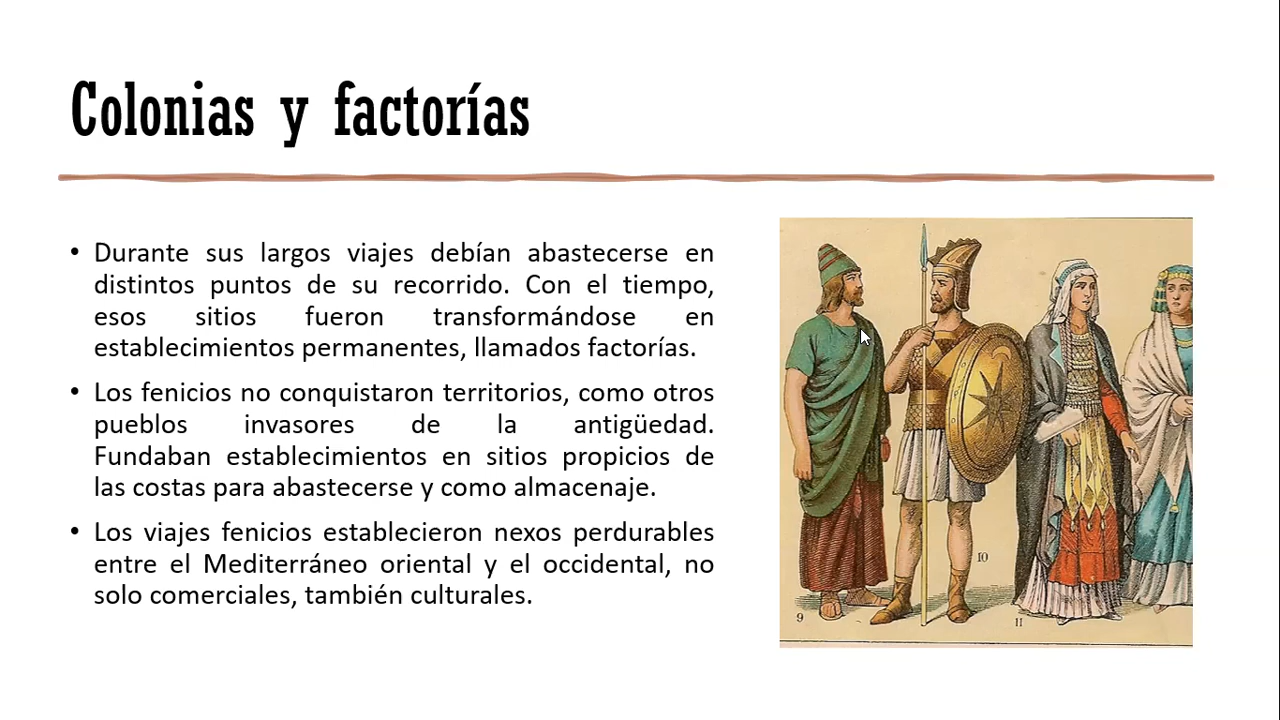 Colonias y factorías
• Durante sus largos viajes debían abastecerse en
distintos puntos de su recorrido. Con el tiempo,
esos sitios fueron transformándose en
establecimientos permanentes, llamados factorías.
• Los fenicios no conquistaron territorios, como otros
pueblos invasores de la antigüedad.
Fundaban establecimientos en sitios propicios de
las costas para abastecerse y como almacenaje.
• Los viajes fenicios establecieron nexos perdurables
entre el Mediterráneo oriental y el occidental, no
solo comerciales, también culturales.
9
10
11